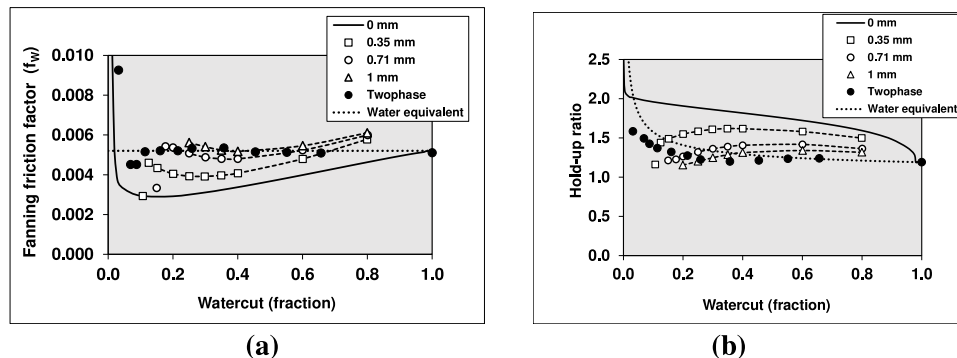 0 mm
0.35 mm
0.71 mm
1 mm
Twophase
Water equivalent
Fanning friction factor (fw)
0.010
0.008
0.006
0.004
0.002
0.000
0.0 0.2 0.4 0.6 0.8 1.0
Watercut (fraction)
(a)
0 mm
0.35 mm
0.71 mm
1 mm
Twophase
Water equivalent
Hold-up ratio
2.5
2.0
1.5
1.0
0.5
0.0
0.0 0.2 0.4 0.6 0.8 1.0
Watercut (fraction)
(b)